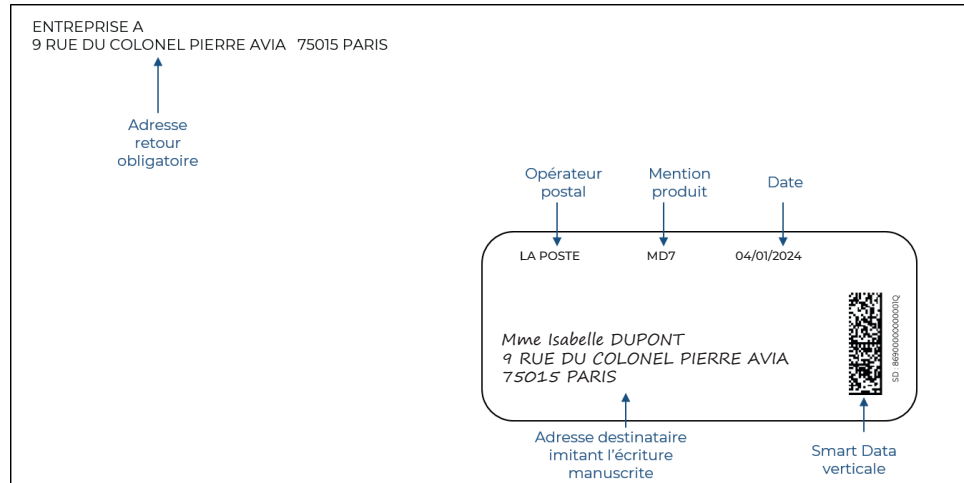 ENTREPRISE A
9 RUE DU COLONEL PIERRE AVIA 75015 PARIS
Adresse
retour
obligatoire
Opérateur
postal
Mention
produit
Date
LA POSTE MD7 04/01/2024
Mme Isabelle DUPONT
9 RUE DU COLONEL PIERRE AVIA
75015 PARIS
SD : 8690000000000001Q
Adresse destinataire
imitant l'écriture
manuscrite
Smart Data
verticale